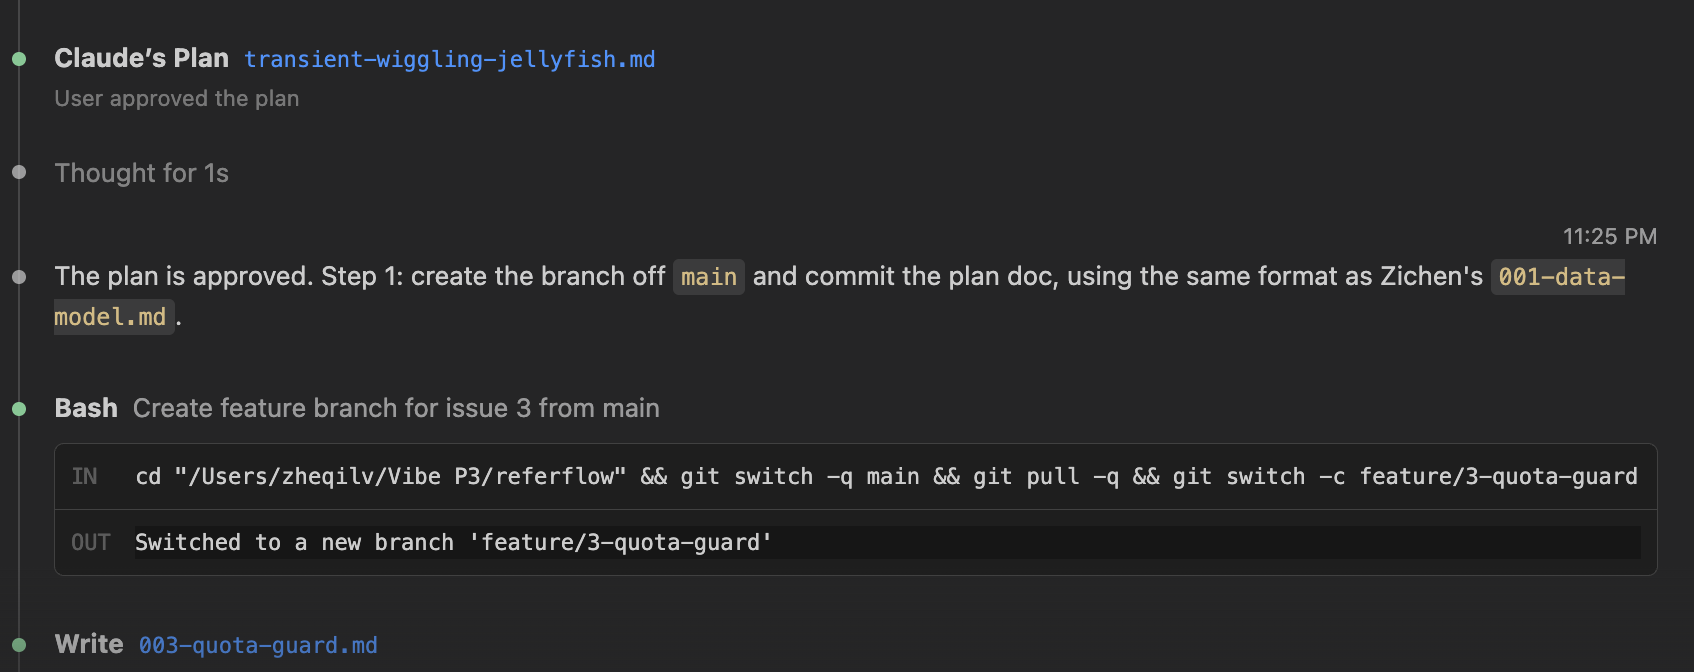 Claude’s Plan transient-wiggling-jellyfish.md
User approved the plan
Thought for 1s
11:25 PM
The plan is approved. Step 1: create the branch off main and commit the plan doc, using the same format as Zichen's 001-data-
model.md.
Bash Create feature branch for issue 3 from main
IN cd "/Users/zheqilv/Vibe P3/referflow" && git switch -q main && git pull -q && git switch -c feature/3-quota-guard
OUT Switched to a new branch 'feature/3-quota-guard'
Write 003-quota-guard.md